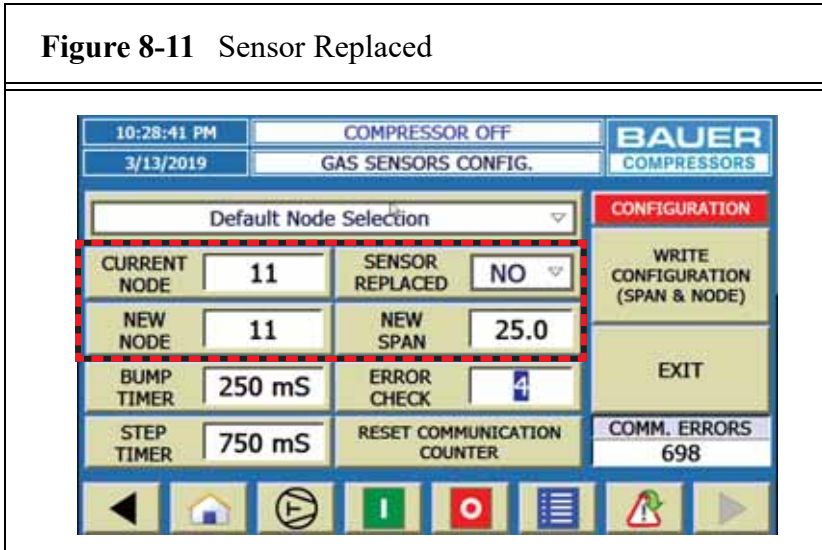 Figure 8-11 Sensor Replaced
10:28:41 PM
COMPRESSOR OFF
BAUER
3/13/2019
GAS SENSORS CONFIG.
COMPRESSORS
Default Node Selection
CONFIGURATION
CURRENT
NODE
11
SENSOR
REPLACED
NO
WRITE
CONFIGURATION
(SPAN & NODE)
NEW
NODE
11
NEW
SPAN
25.0
BUMP
TIMER
250 mS
ERROR
CHECK
4
EXIT
STEP
TIMER
750 mS
RESET COMMUNICATION
COUNTER
COMM. ERRORS
698
I
O